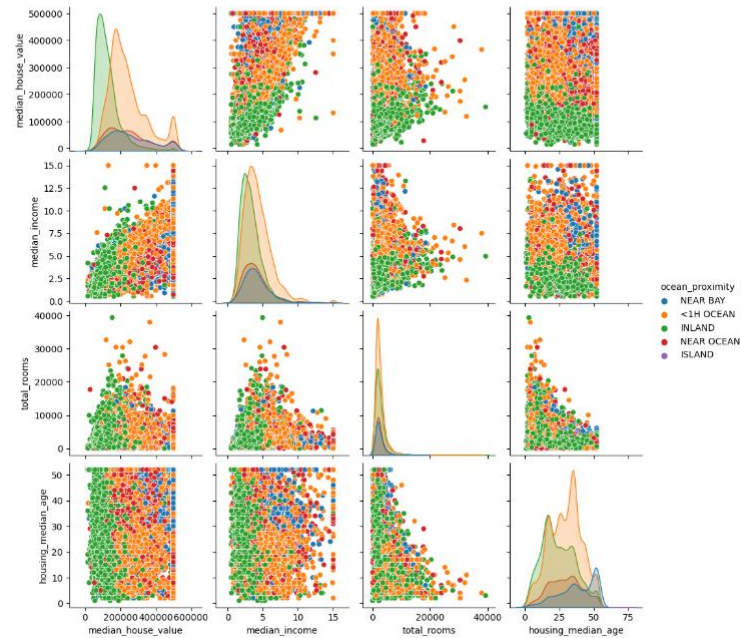 median_house_value
500000
400000
300000
200000
100000
0
median_income
15.0
12.5
10.0
7.5
5.0
2.5
0.0
total_rooms
40000
30000
20000
10000
0
housing_median_age
50
40
30
20
10
0
0 200000 400000 600000
median_house_value
0 5 10 15
median_income
0 20000 40000
total_rooms
0 25 50 75
housing_median_age
ocean_proximity
NEAR BAY
<1H OCEAN
INLAND
NEAR OCEAN
ISLAND